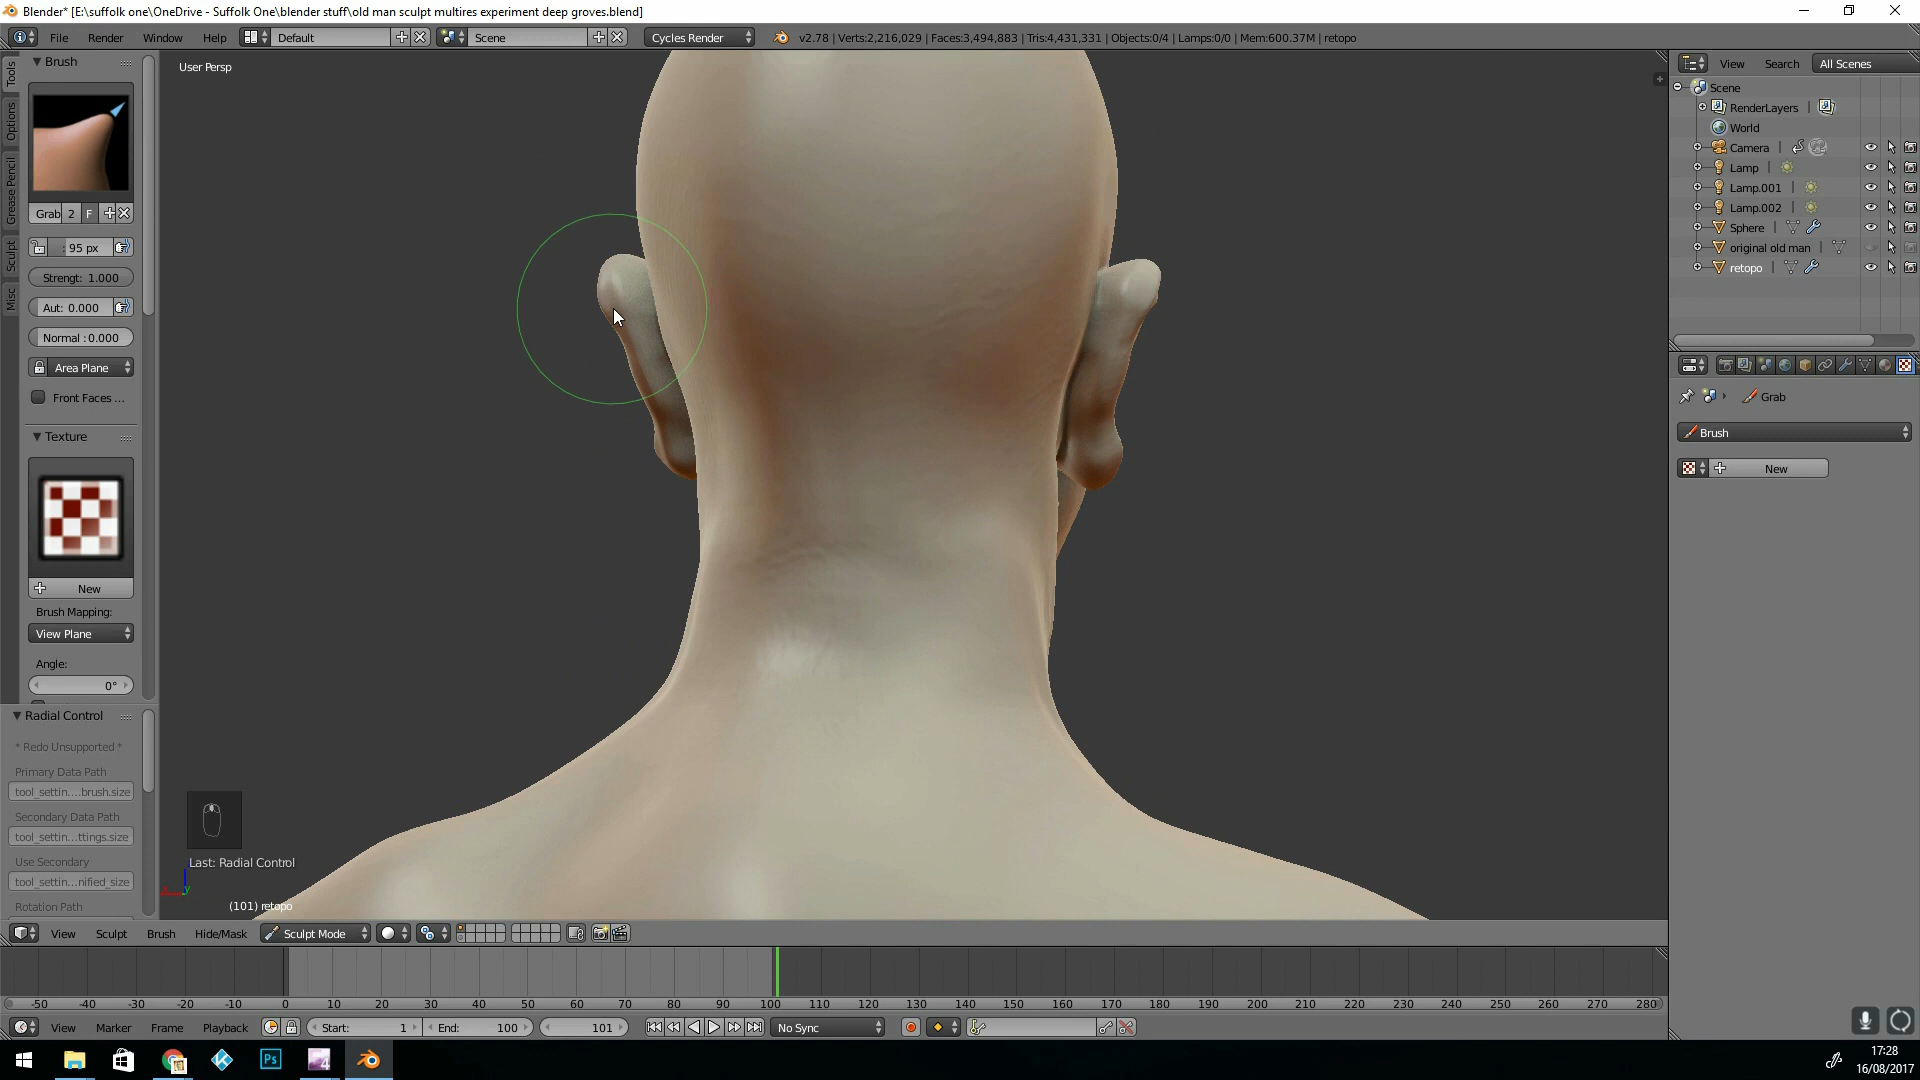 Blender* [E:\suffolk one\OneDrive - Suffolk One\blender stuff\old man sculpt multires experiment deep groves.blend]
File Render Window Help Default Scene Cycles Render v2.78 | Verts:2,216,029 | Faces:3,494,883 | Tris:4,431,331 | Objects:0/4 | Lamps:0/0 | Mem:600.37M | retopo
Tools
Options
Grease Pencil
Sculpt
Misc
Brush
Grab 2 F
: 95 px
Strengt: 1.000
Aut: 0.000
Normal : 0.000
Area Plane
Front Faces ...
Texture
New
Brush Mapping:
View Plane
Angle:
0°
Radial Control
* Redo Unsupported *
Primary Data Path
tool_settin....brush.size
Secondary Data Path
tool_settin...ttings.size
Use Secondary
tool_settin...nified_size
Rotation Path
User Persp
Last: Radial Control
(101) retopo
View Sculpt Brush Hide/Mask Sculpt Mode
-50 -40 -30 -20 -10 0 10 20 30 40 50 60 70 80 90 100 110 120 130 140 150 160 170 180 190 200 210 220 230 240 250 260 270 280
View Marker Frame Playback Start: 1 End: 100 101 No Sync
View Search All Scenes
Scene
RenderLayers |
World
Camera |
Lamp |
Lamp.001 |
Lamp.002 |
Sphere |
original old man |
retopo |
Grab
Brush
New
Ps
4
17:28
16/08/2017